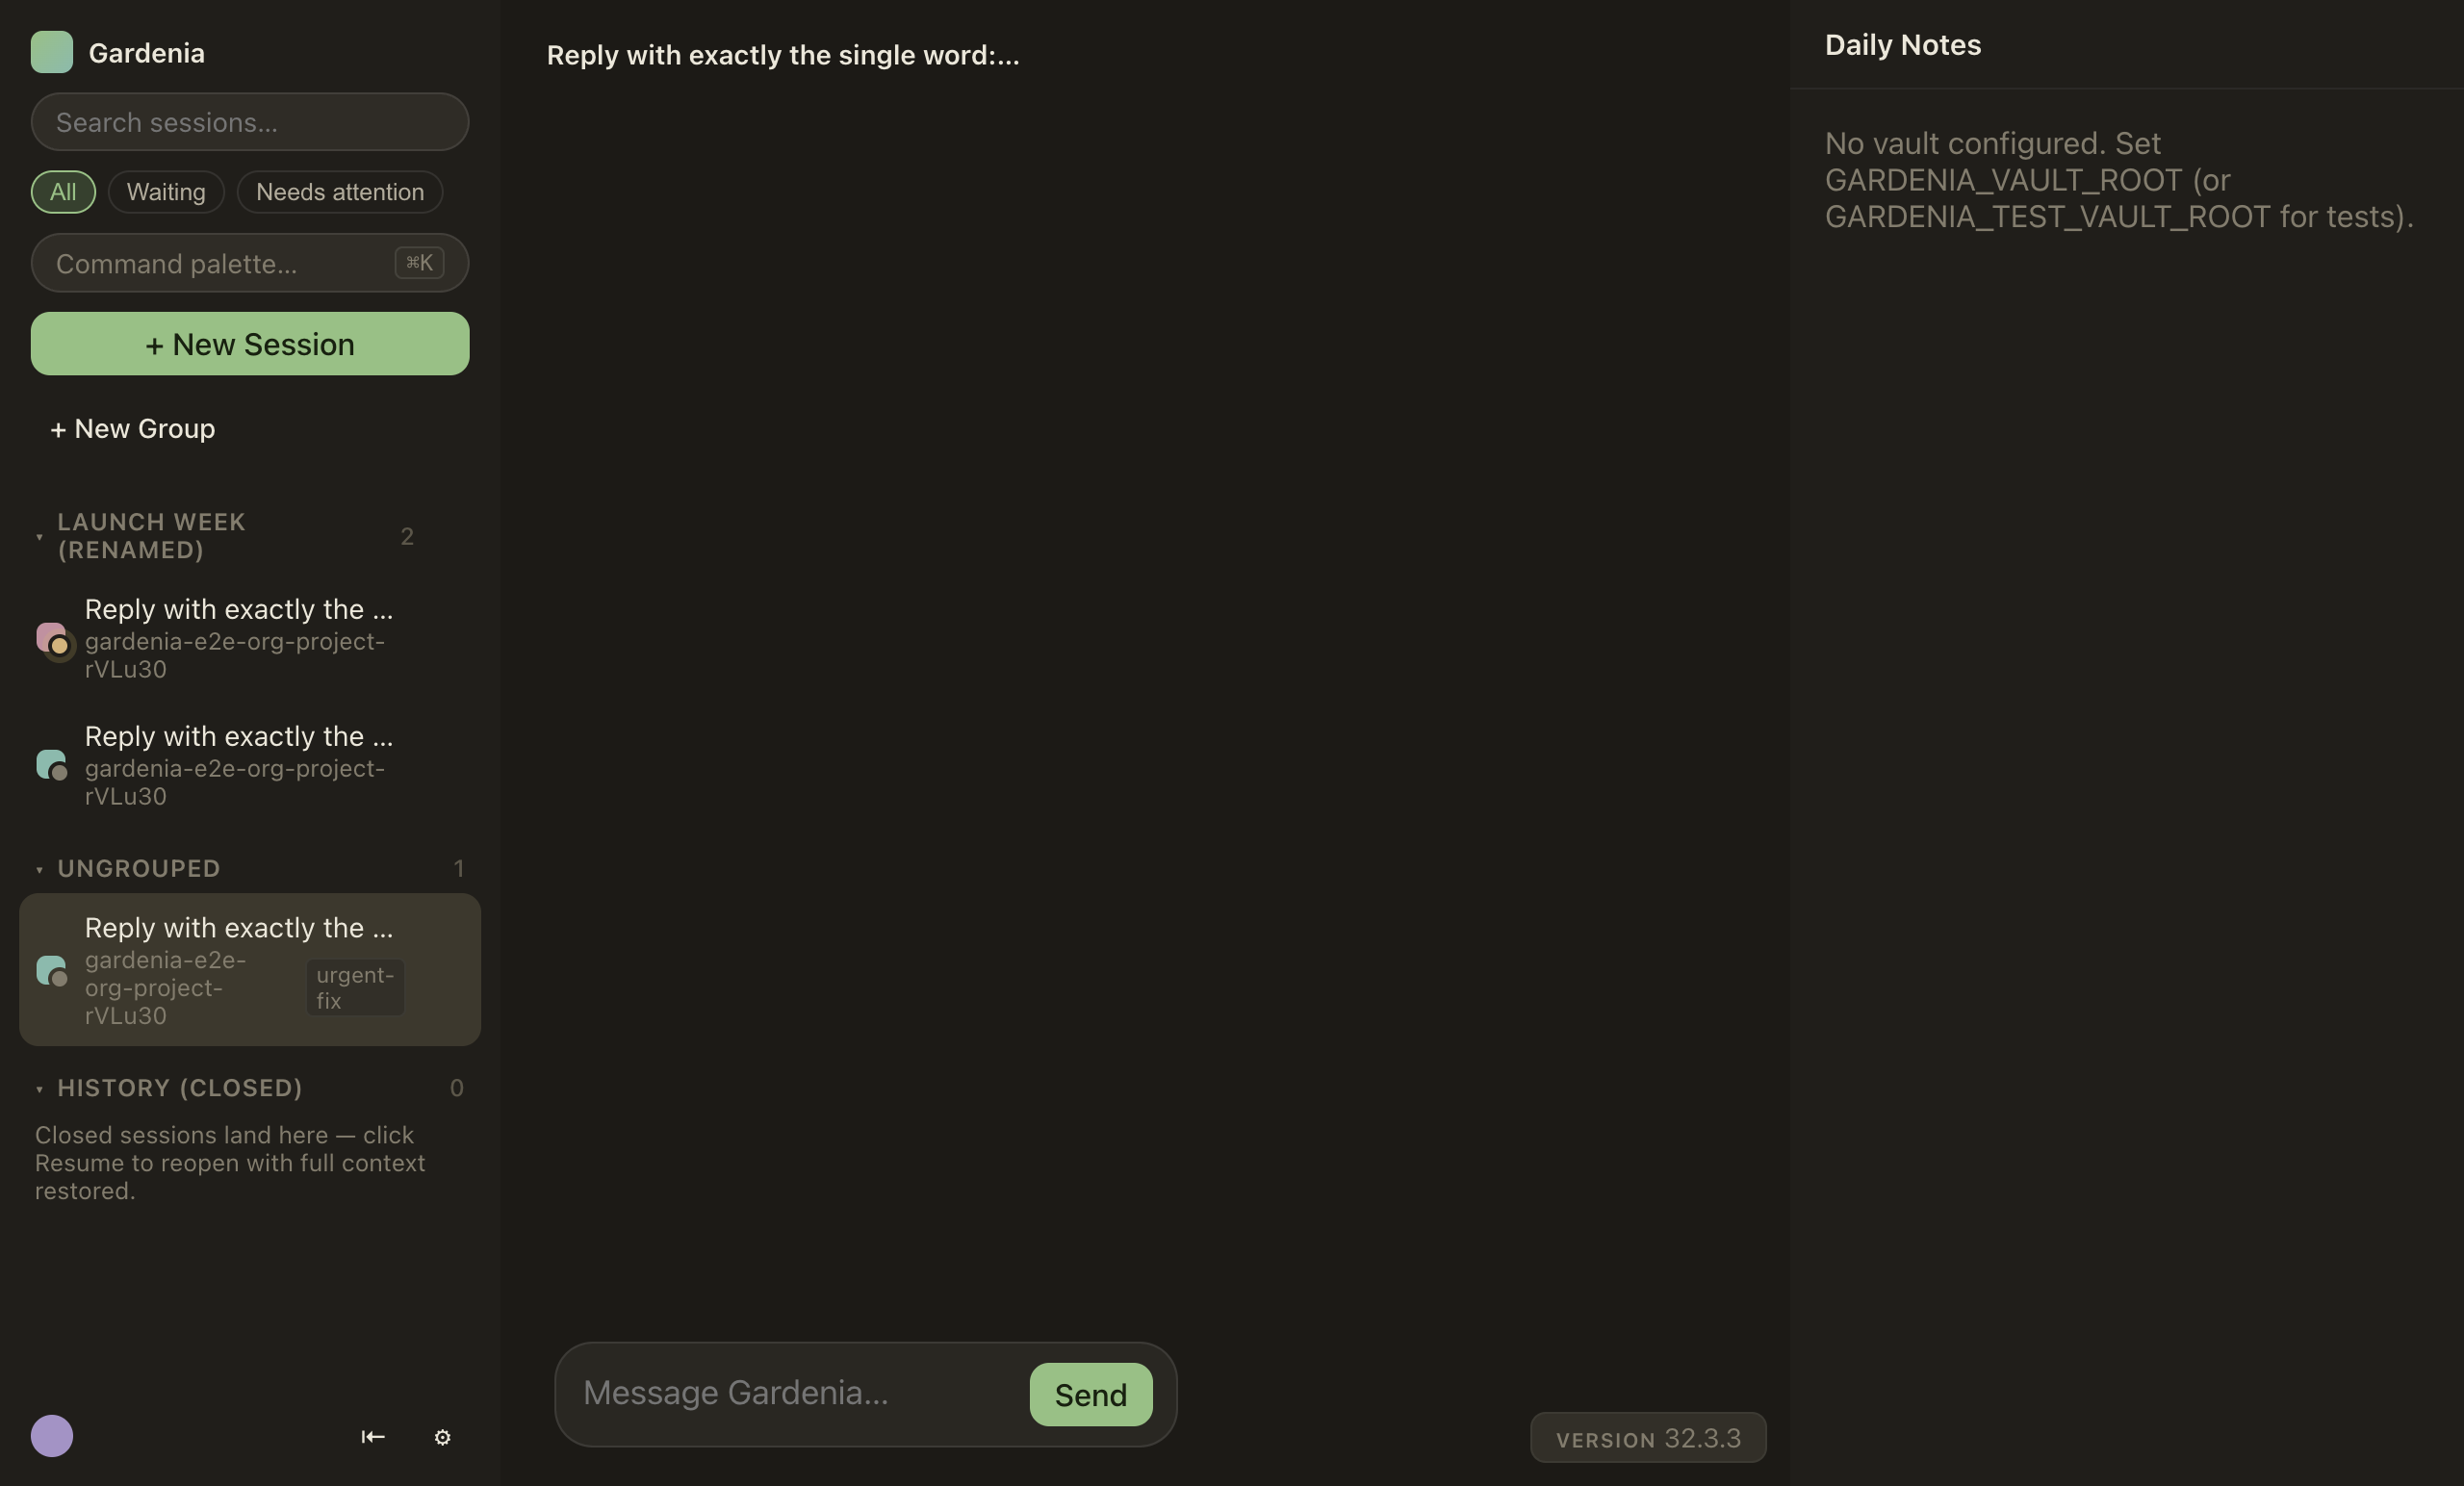 Gardenia
Search sessions...
All
Waiting
Needs attention
Command palette...
⌘K
+ New Session
+ New Group
▾ LAUNCH WEEK
(RENAMED)
2
Reply with exactly the ...
gardenia-e2e-org-project-
rVLu30
Reply with exactly the ...
gardenia-e2e-org-project-
rVLu30
▾ UNGROUPED
1
Reply with exactly the ...
gardenia-e2e-
org-project-
rVLu30
urgent-
fix
▾ HISTORY (CLOSED)
0
Closed sessions land here — click
Resume to reopen with full context
restored.
Reply with exactly the single word:...
Message Gardenia...
Send
VERSION 32.3.3
Daily Notes
No vault configured. Set
GARDENIA_VAULT_ROOT (or
GARDENIA_TEST_VAULT_ROOT for tests).